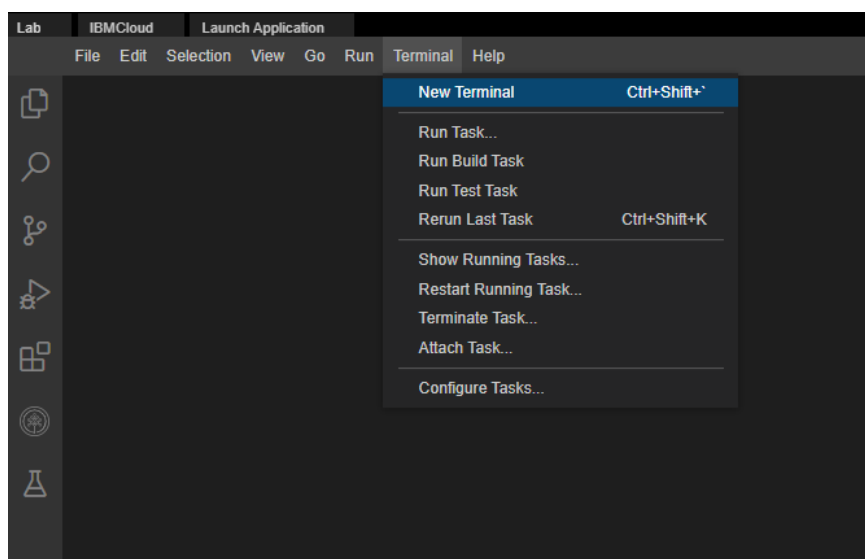 Lab IBMCloud Launch Application
File Edit Selection View Go Run Terminal Help
New Terminal Ctrl+Shift+`
Run Task...
Run Build Task
Run Test Task
Rerun Last Task Ctrl+Shift+K
Show Running Tasks...
Restart Running Task...
Terminate Task...
Attach Task...
Configure Tasks...